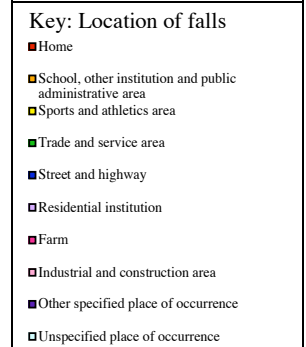 Key: Location of falls
Home
School, other institution and public
administrative area
Sports and athletics area
Trade and service area
Street and highway
Residential institution
Farm
Industrial and construction area
Other specified place of occurrence
Unspecified place of occurrence